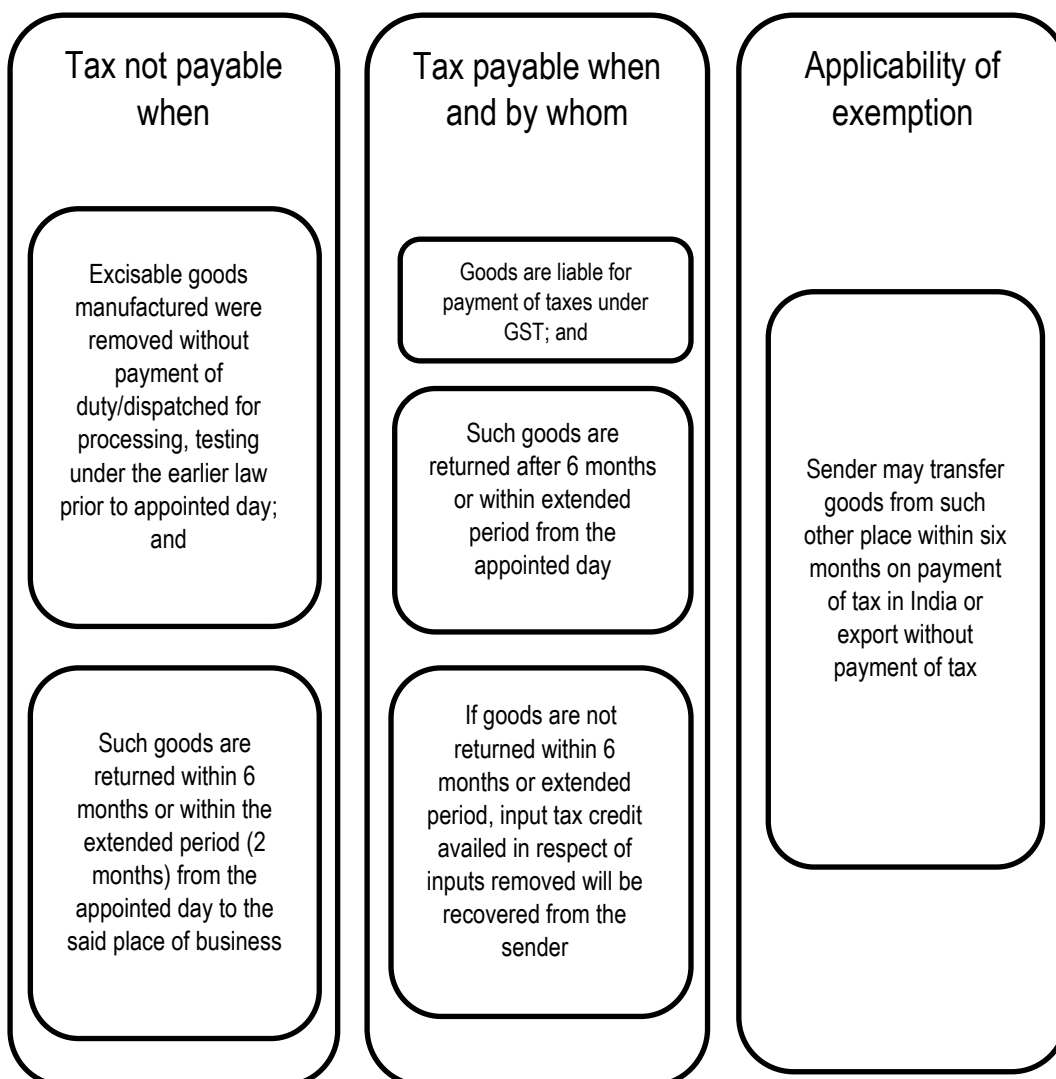 Tax not payable
when
Excisable goods
manufactured were
removed without
payment of
duty/dispatched for
processing, testing
under the earlier law
prior to appointed day;
and
Such goods are
returned within 6
months or within the
extended period (2
months) from the
appointed day to the
said place of business
Tax payable when
and by whom
Goods are liable for
payment of taxes under
GST; and
Such goods are
returned after 6 months
or within extended
period from the
appointed day
If goods are not
returned within 6
months or extended
period, input tax credit
availed in respect of
inputs removed will be
recovered from the
sender
Applicability of
exemption
Sender may transfer
goods from such
other place within six
months on payment
of tax in India or
export without
payment of tax